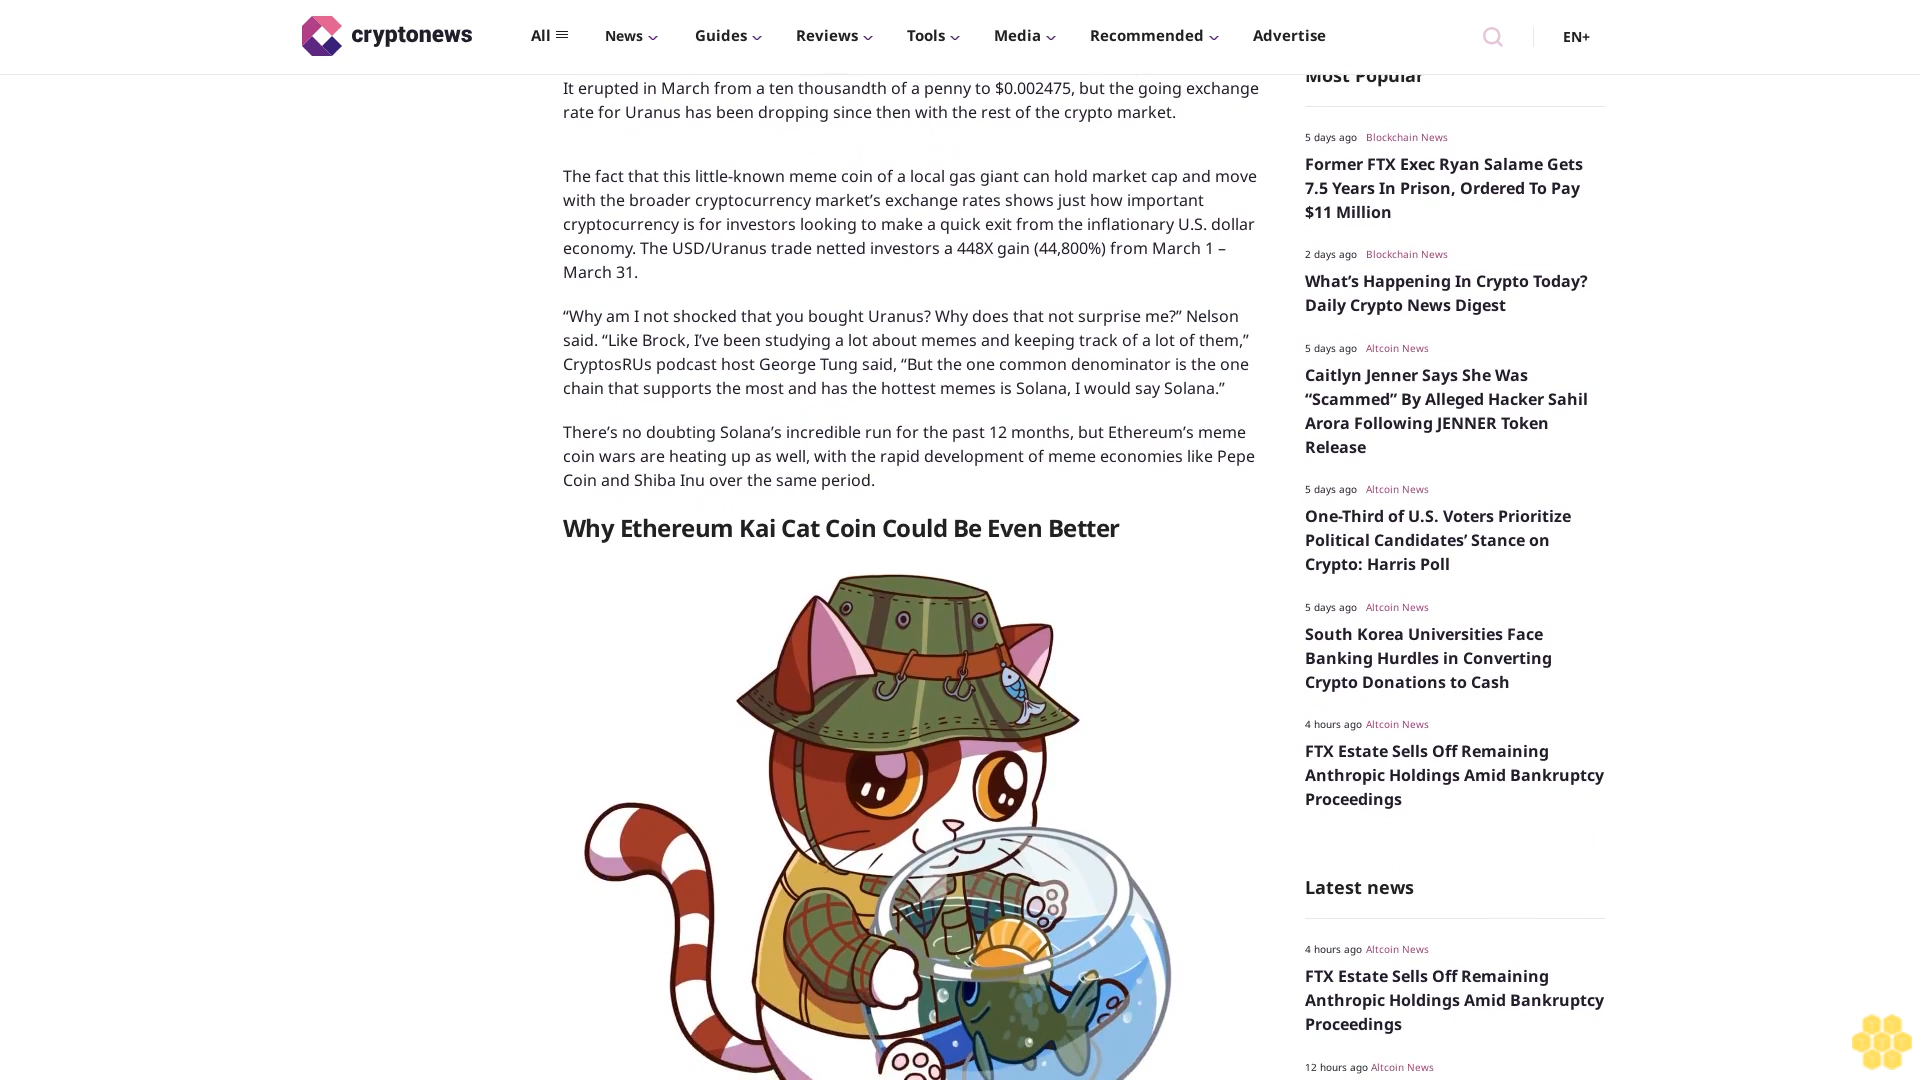 cryptonews
All
News
Guides
Reviews
Tools
Media
Recommended
Advertise
EN+
It erupted in March from a ten thousandth of a penny to $0.002475, but the going exchange
rate for Uranus has been dropping since then with the rest of the crypto market.
The fact that this little-known meme coin of a local gas giant can hold market cap and move
with the broader cryptocurrency market’s exchange rates shows just how important
cryptocurrency is for investors looking to make a quick exit from the inflationary U.S. dollar
economy. The USD/Uranus trade netted investors a 448X gain (44,800%) from March 1 –
March 31.
“Why am I not shocked that you bought Uranus? Why does that not surprise me?” Nelson
said. “Like Brock, I’ve been studying a lot about memes and keeping track of a lot of them,”
CryptosRUs podcast host George Tung said, “But the one common denominator is the one
chain that supports the most and has the hottest memes is Solana, I would say Solana.”
There’s no doubting Solana’s incredible run for the past 12 months, but Ethereum’s meme
coin wars are heating up as well, with the rapid development of meme economies like Pepe
Coin and Shiba Inu over the same period.
Why Ethereum Kai Cat Coin Could Be Even Better
Most Popular
5 days ago Blockchain News
Former FTX Exec Ryan Salame Gets
7.5 Years In Prison, Ordered To Pay
$11 Million
2 days ago Blockchain News
What’s Happening In Crypto Today?
Daily Crypto News Digest
5 days ago Altcoin News
Caitlyn Jenner Says She Was
“Scammed” By Alleged Hacker Sahil
Arora Following JENNER Token
Release
5 days ago Altcoin News
One-Third of U.S. Voters Prioritize
Political Candidates’ Stance on
Crypto: Harris Poll
5 days ago Altcoin News
South Korea Universities Face
Banking Hurdles in Converting
Crypto Donations to Cash
4 hours ago Altcoin News
FTX Estate Sells Off Remaining
Anthropic Holdings Amid Bankruptcy
Proceedings
Latest news
4 hours ago Altcoin News
FTX Estate Sells Off Remaining
Anthropic Holdings Amid Bankruptcy
Proceedings
12 hours ago Altcoin News